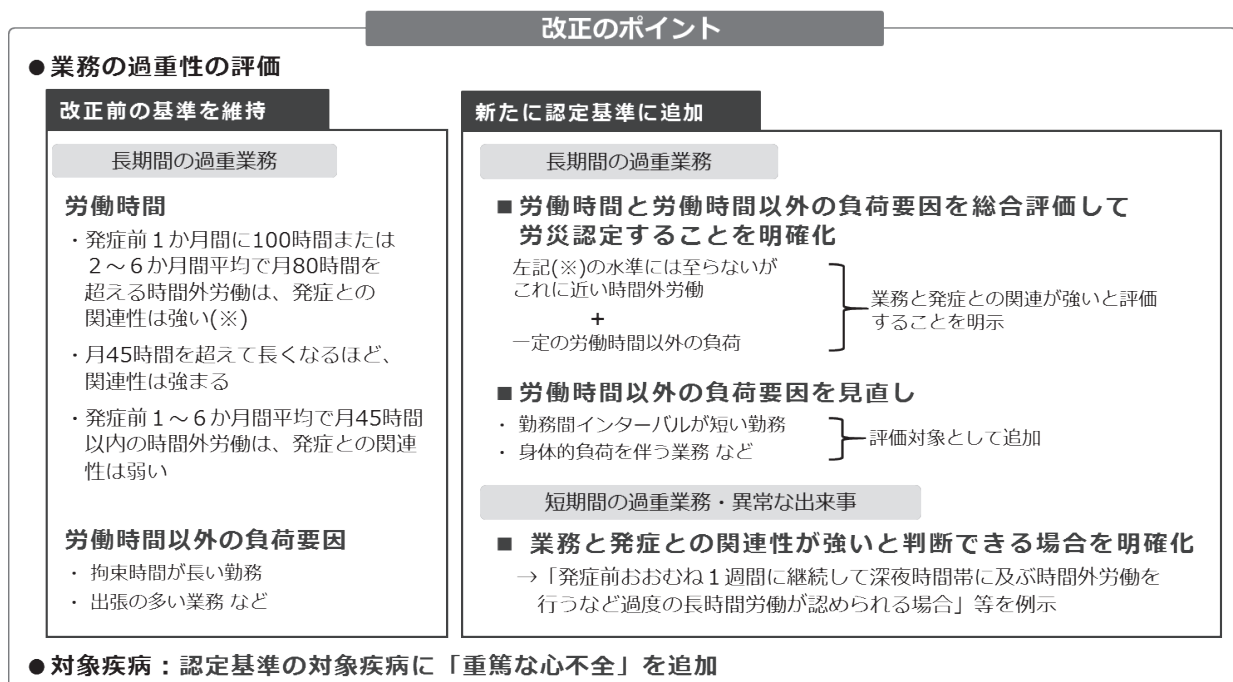 改正のポイント
●業務の過重性の評価
改正前の基準を維持
長期間の過重業務
労働時間
・発症前１か月間に100時間または
２～６か月間平均で月80時間を
超える時間外労働は、発症との
関連性は強い(※)
・月45時間を超えて長くなるほど、
関連性は強まる
・発症前１～６か月間平均で月45時間
以内の時間外労働は、発症との関連
性は弱い
労働時間以外の負荷要因
・ 拘束時間が長い勤務
・ 出張の多い業務 など
新たに認定基準に追加
長期間の過重業務
■労働時間と労働時間以外の負荷要因を総合評価して
労災認定することを明確化
左記(※)の水準には至らないが
これに近い時間外労働
+
一定の労働時間以外の負荷
業務と発症との関連が強いと評価
することを明示
■労働時間以外の負荷要因を見直し
・ 勤務間インターバルが短い勤務
・ 身体的負荷を伴う業務 など
評価対象として追加
短期間の過重業務・異常な出来事
■ 業務と発症との関連性が強いと判断できる場合を明確化
→「発症前おおむね１週間に継続して深夜時間帯に及ぶ時間外労働を
行うなど過度の長時間労働が認められる場合」等を例示
●対象疾病：認定基準の対象疾病に「重篤な心不全」を追加